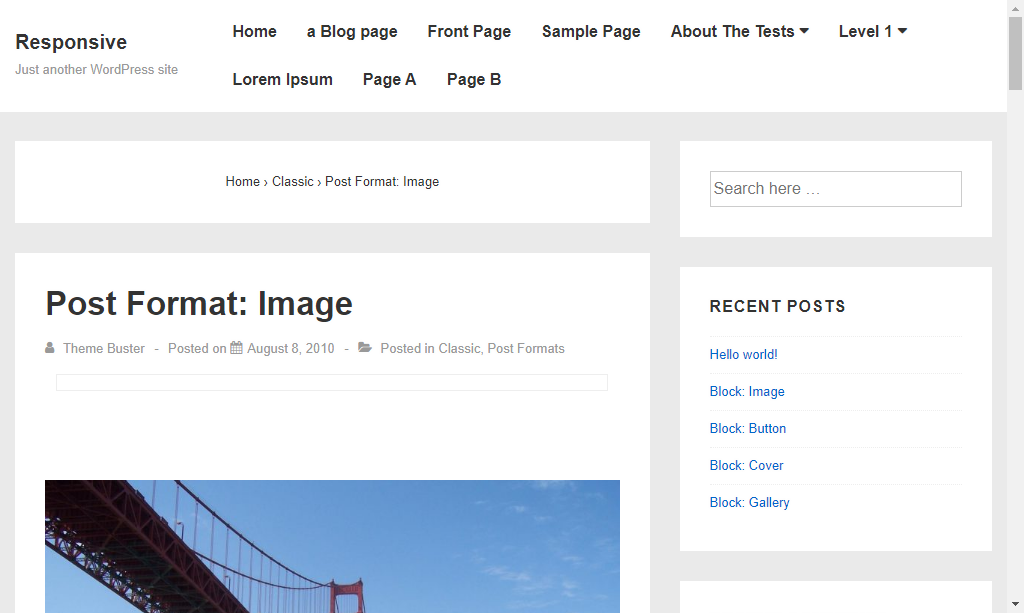 Responsive
Just another WordPress site
Home a Blog page Front Page Sample Page About The Tests Level 1
Lorem Ipsum Page A Page B
Home › Classic › Post Format: Image
Post Format: Image
Theme Buster - Posted on August 8, 2010 - Posted in Classic, Post Formats
Search here …
RECENT POSTS
Hello world!
Block: Image
Block: Button
Block: Cover
Block: Gallery